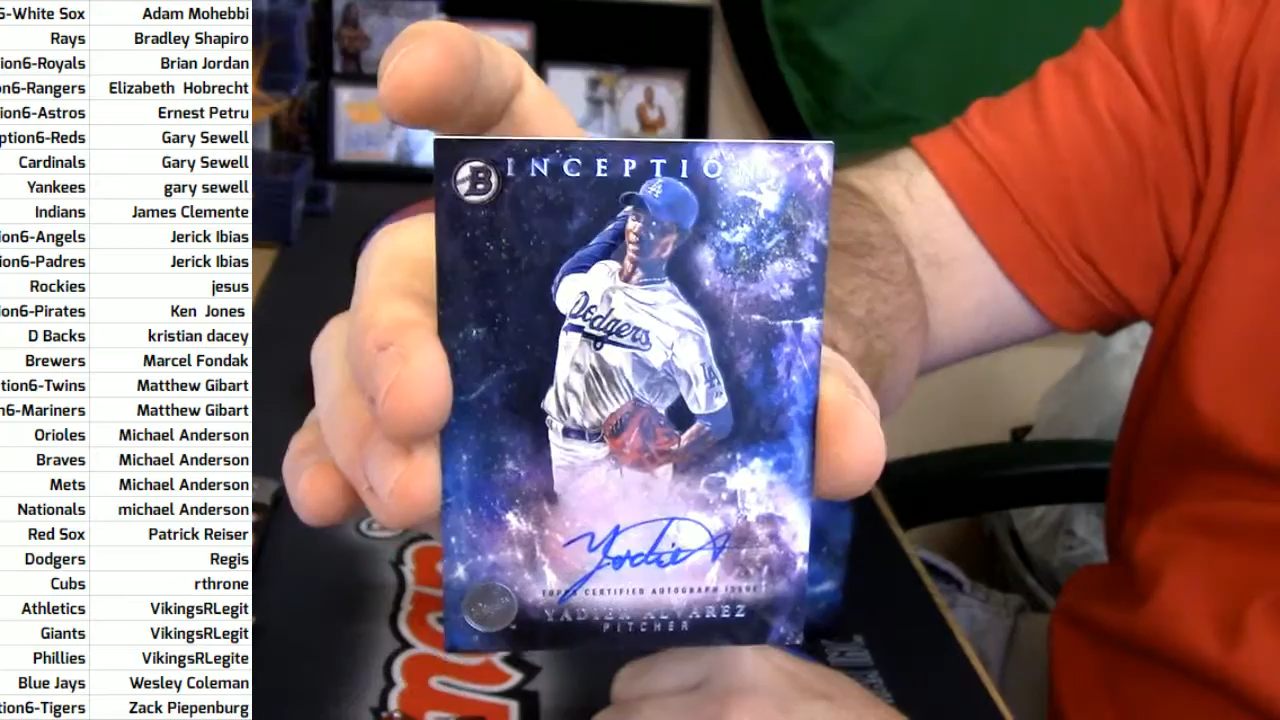 6-White Sox Adam Mohebbi
Rays Bradley Shapiro
ion6-Royals Brian Jordan
n6-Rangers Elizabeth Hobrecht
ion6-Astros Ernest Petru
ption6-Reds Gary Sewell
Cardinals Gary Sewell
Yankees gary sewell
Indians James Clemente
ion6-Angels Jerick Ibias
ion6-Padres Jerick Ibias
Rockies jesus
ion6-Pirates Ken Jones
D Backs kristian dacey
Brewers Marcel Fondak
tion6-Twins Matthew Gibart
n6-Mariners Matthew Gibart
Orioles Michael Anderson
Braves Michael Anderson
Mets Michael Anderson
Nationals michael Anderson
Red Sox Patrick Reiser
Dodgers Regis
Cubs rthrone
Athletics VikingsRLegit
Giants VikingsRLegit
Phillies VikingsRLegite
Blue Jays Wesley Coleman
tion6-Tigers Zack Piepenburg
B INCEPTION
LA
Dodgers
LA
Yadier A
TOPPS CERTIFIED AUTOGRAPH ISSUE
YADIER ALVAREZ
PITCHER